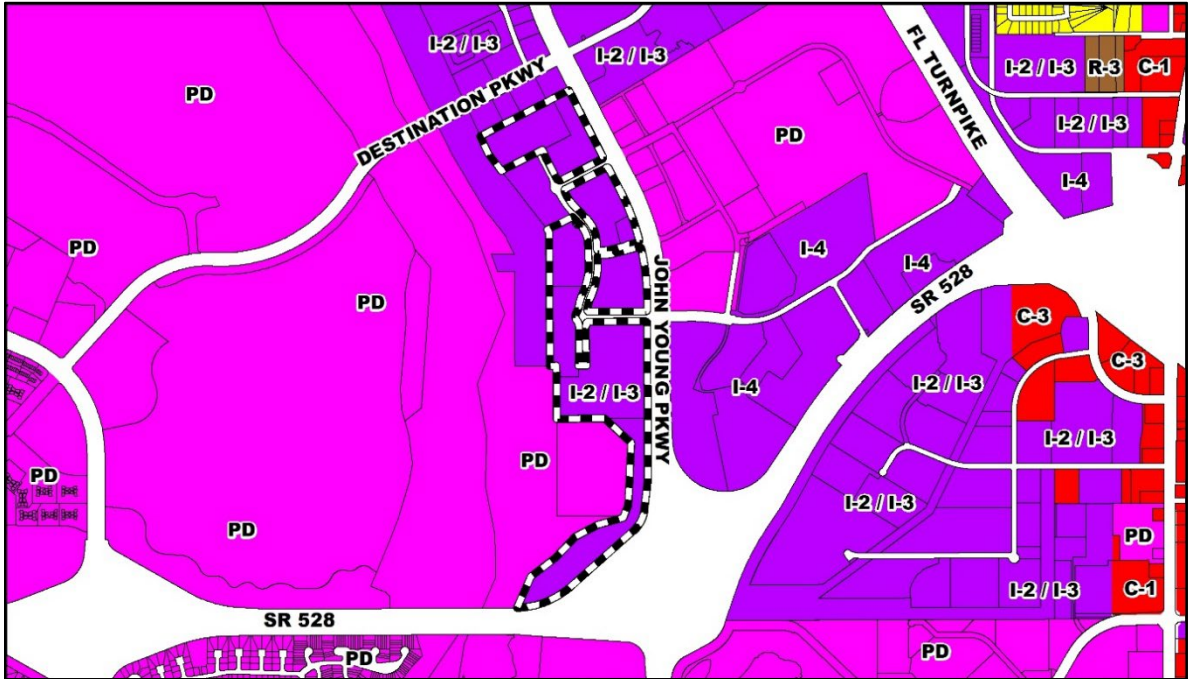 I-2 / I-3
I-2 / I-3
FL TURNPIKE
I-2 / I-3
R-3
C-1
PD
DESTINATION PKWY
PD
I-2 / I-3
I-4
PD
I-4
I-4
PD
JOHN YOUNG PKWY
SR 528
C-3
C-3
I-2 / I-3
I-4
I-2 / I-3
I-2 / I-3
PD
PD
I-2 / I-3
PD
PD
I-2 / I-3
C-1
SR 528
PD
PD